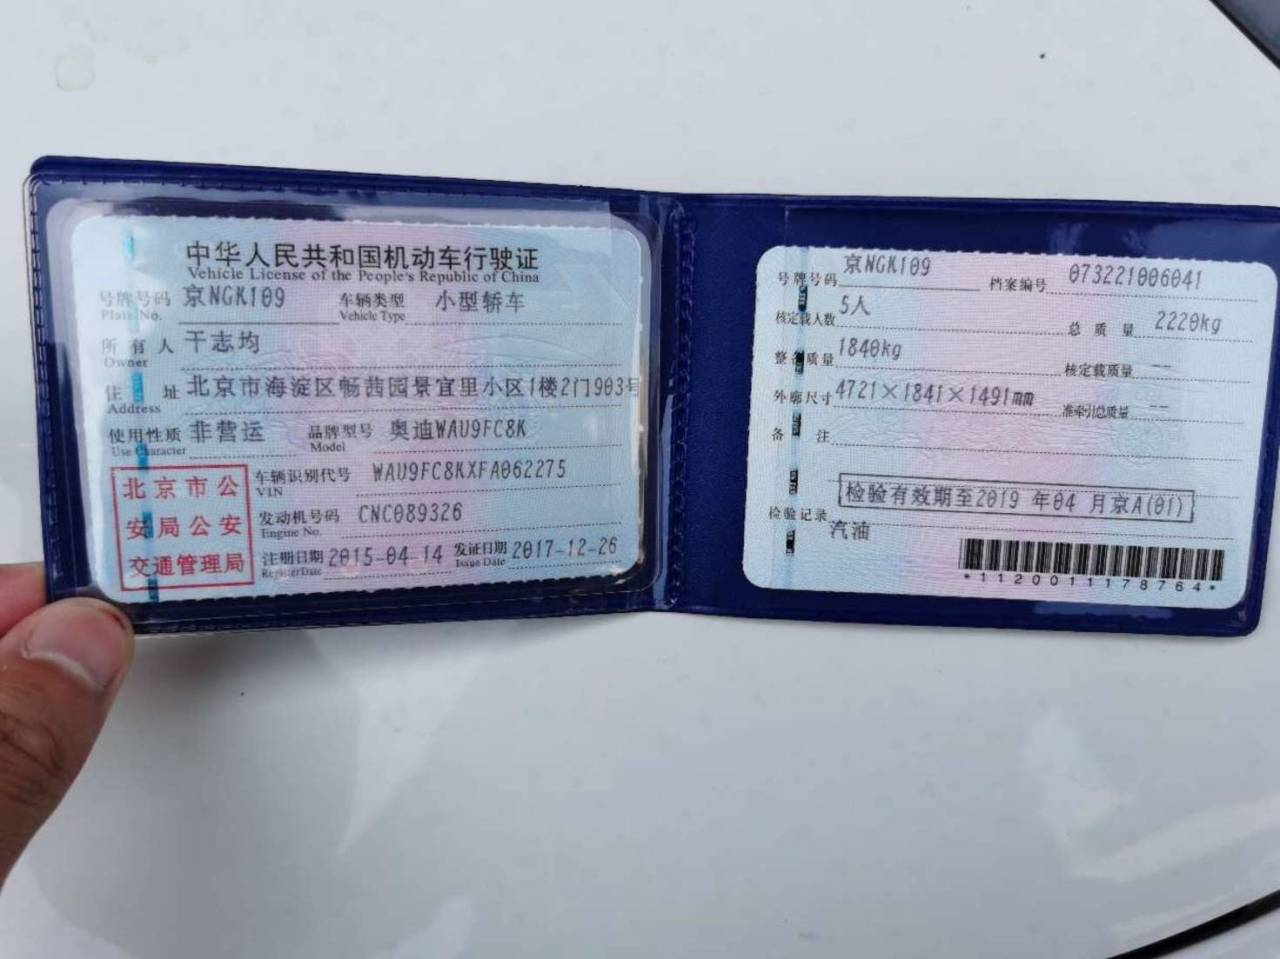 中华人民共和国机动车行驶证
Vehicle License of the People's Republic of China
号牌号码 京NGK109 车辆类型 小型轿车
Plate No. Vehicle Type
所有人 干志均
Owner
住址 北京市海淀区畅茜园景宜里小区1楼2门903号
Address
使用性质 非营运 品牌型号 奥迪WAU9FC8K
Use Character Model
北京市公
安局公安
交通管理局
车辆识别代号 WAU9FC8KXFA062275
VIN
发动机号码 CNC089326
Engine No.
注册日期 2015-04-14 发证日期 2017-12-26
Register Date Issue Date
号牌号码 京NGK109 档案编号 073221006041
核定载人数 5人 总质量 2220kg
整备质量 1840kg 核定载质量 --
外廓尺寸 4721×1841×1491mm 准牵引总质量 --
备注
检验有效期至2019 年04 月京A(01)
检验记录
汽油
*1120011178764*